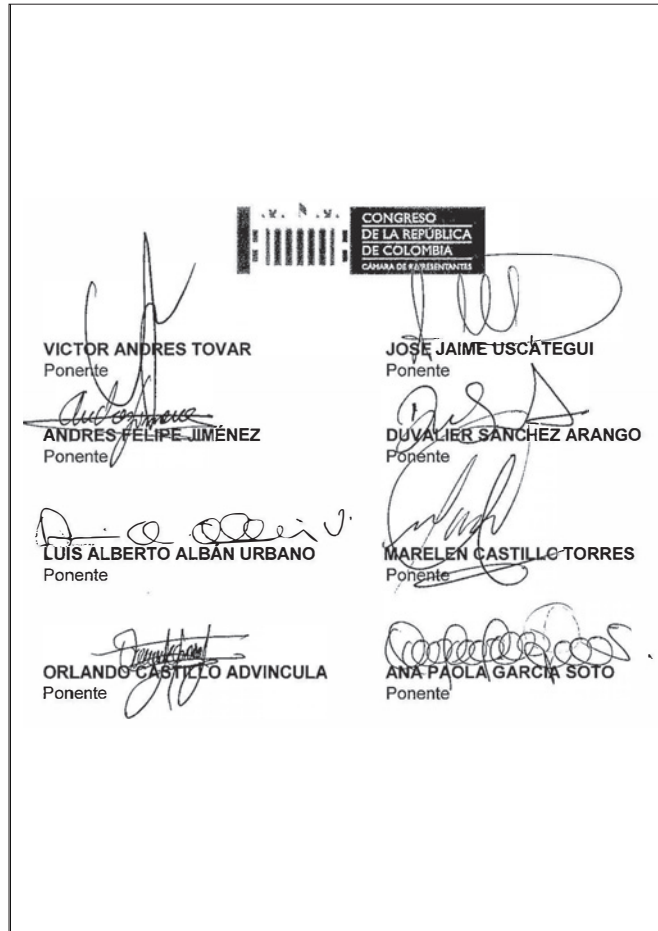 CONGRESO
DE LA REPÚBLICA
DE COLOMBIA
CÁMARA DE REPRESENTANTES
VICTOR ANDRES TOVAR
Ponente
JOSE JAIME USCÁTEGUI
Ponente
ANDRES FELIPE JIMÉNEZ
Ponente
DUVALIER SANCHEZ ARANGO
Ponente
LUIS ALBERTO ALBÁN URBANO
Ponente
MARELEN CASTILLO TORRES
Ponente
ORLANDO CASTILLO ADVINCULA
Ponente
ANA PAOLA GARCIA SOTO
Ponente